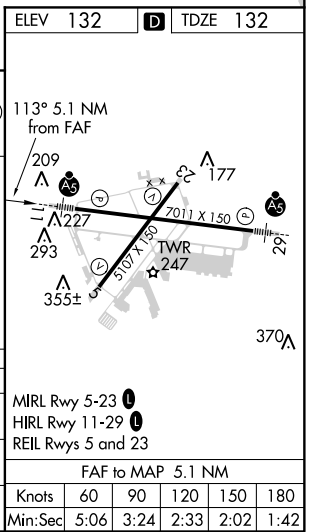 ELEV 132 D TDZE 132
113° 5.1 NM
from FAF
209
177
A5
P
V
x x
23
11
227
7011 X 150
P
A5
29
293
V
5107 X 150
TWR
247
355±
5
370
MIRL Rwy 5-23 L
HIRL Rwy 11-29 L
REIL Rwys 5 and 23
FAF to MAP 5.1 NM
Knots 60 90 120 150 180
Min:Sec 5:06 3:24 2:33 2:02 1:42